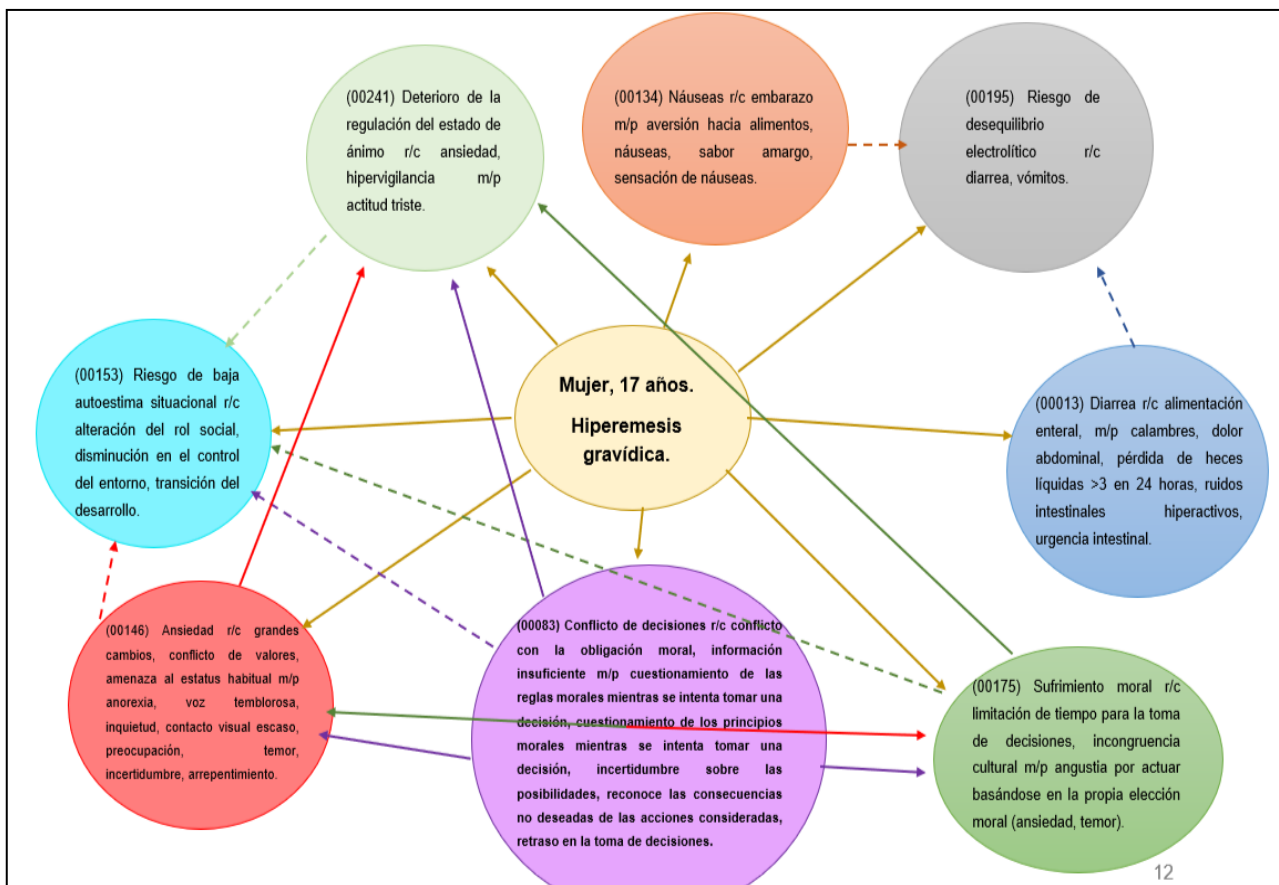 (00241) Deterioro de la
regulación del estado de
ánimo r/c ansiedad,
hipervigilancia m/p
actitud triste.
(00134) Náuseas r/c embarazo
m/p aversión hacia alimentos,
náuseas, sabor amargo,
sensación de náuseas.
(00195) Riesgo de
desequilibrio
electrolítico r/c
diarrea, vómitos.
(00153) Riesgo de baja
autoestima situacional r/c
alteración del rol social,
disminución en el control
del entorno, transición del
desarrollo.
Mujer, 17 años.
Hiperemesis
gravídica.
(00013) Diarrea r/c alimentación
enteral, m/p calambres, dolor
abdominal, pérdida de heces
líquidas >3 en 24 horas, ruidos
intestinales hiperactivos,
urgencia intestinal.
(00146) Ansiedad r/c grandes
cambios, conflicto de valores,
amenaza al estatus habitual m/p
anorexia, voz temblorosa,
inquietud, contacto visual escaso,
preocupación, temor,
incertidumbre, arrepentimiento.
(00083) Conflicto de decisiones r/c conflicto
con la obligación moral, información
insuficiente m/p cuestionamiento de las
reglas morales mientras se intenta tomar una
decisión, cuestionamiento de los principios
morales mientras se intenta tomar una
decisión, incertidumbre sobre las
posibilidades, reconoce las consecuencias
no deseadas de las acciones consideradas,
retraso en la toma de decisiones.
(00175) Sufrimiento moral r/c
limitación de tiempo para la toma
de decisiones, incongruencia
cultural m/p angustia por actuar
basándose en la propia elección
moral (ansiedad, temor).
12